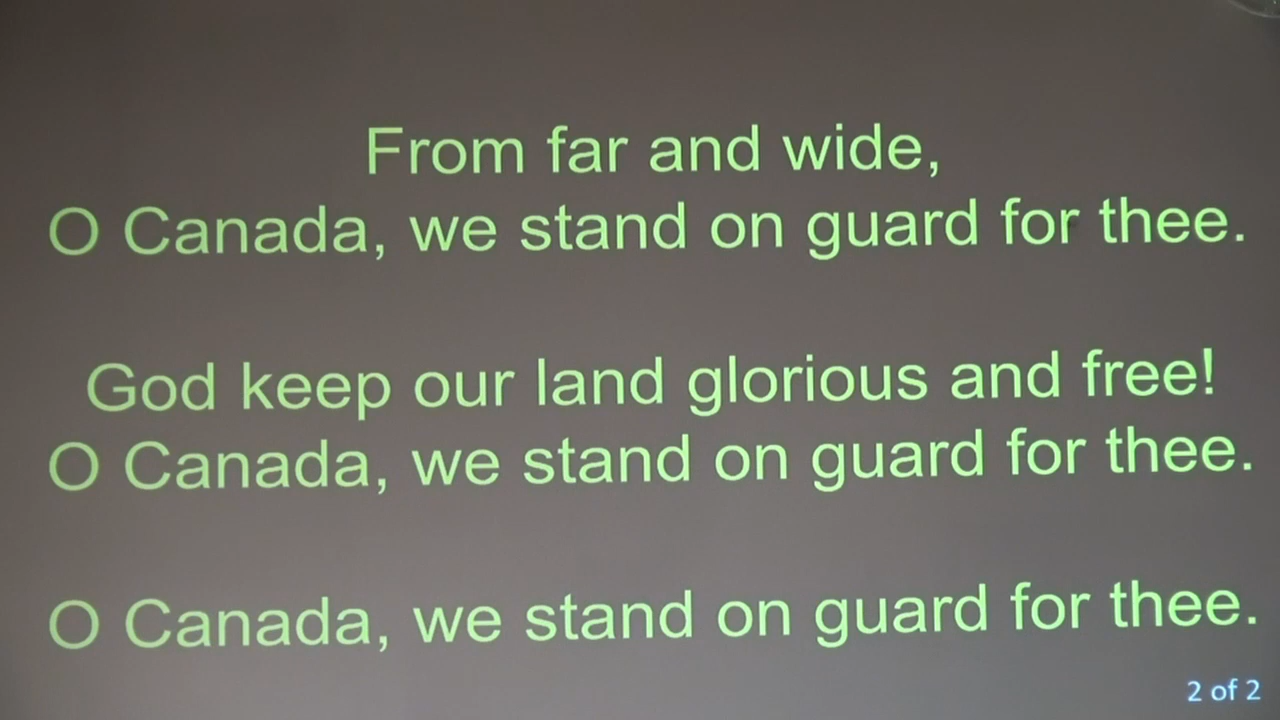 From far and wide,
O Canada, we stand on guard for thee.
God keep our land glorious and free!
O Canada, we stand on guard for thee.
O Canada, we stand on guard for thee.
2 of 2